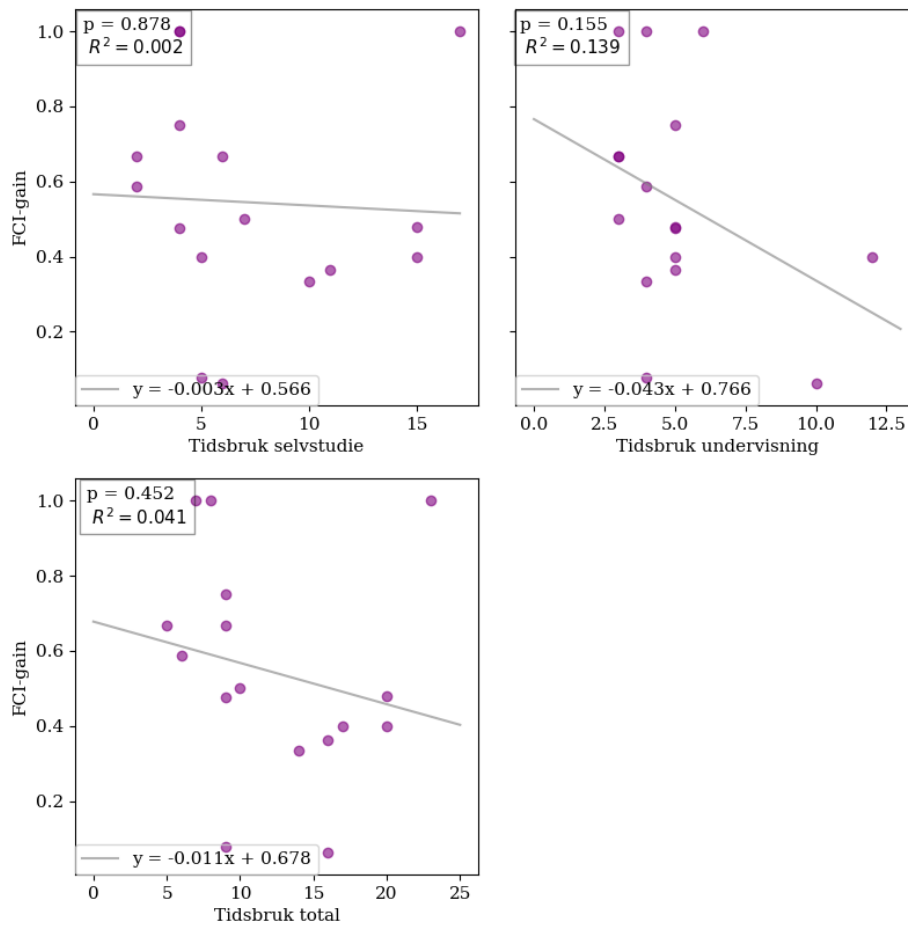 p = 0.878
R² = 0.002
1.0
0.8
0.6
0.4
0.2
FCI-gain
y = -0.003x + 0.566
0 5 10 15
Tidsbruk selvstudie
p = 0.155
R² = 0.139
y = -0.043x + 0.766
0.0 2.5 5.0 7.5 10.0 12.5
Tidsbruk undervisning
p = 0.452
R² = 0.041
1.0
0.8
0.6
0.4
0.2
FCI-gain
y = -0.011x + 0.678
0 5 10 15 20 25
Tidsbruk total